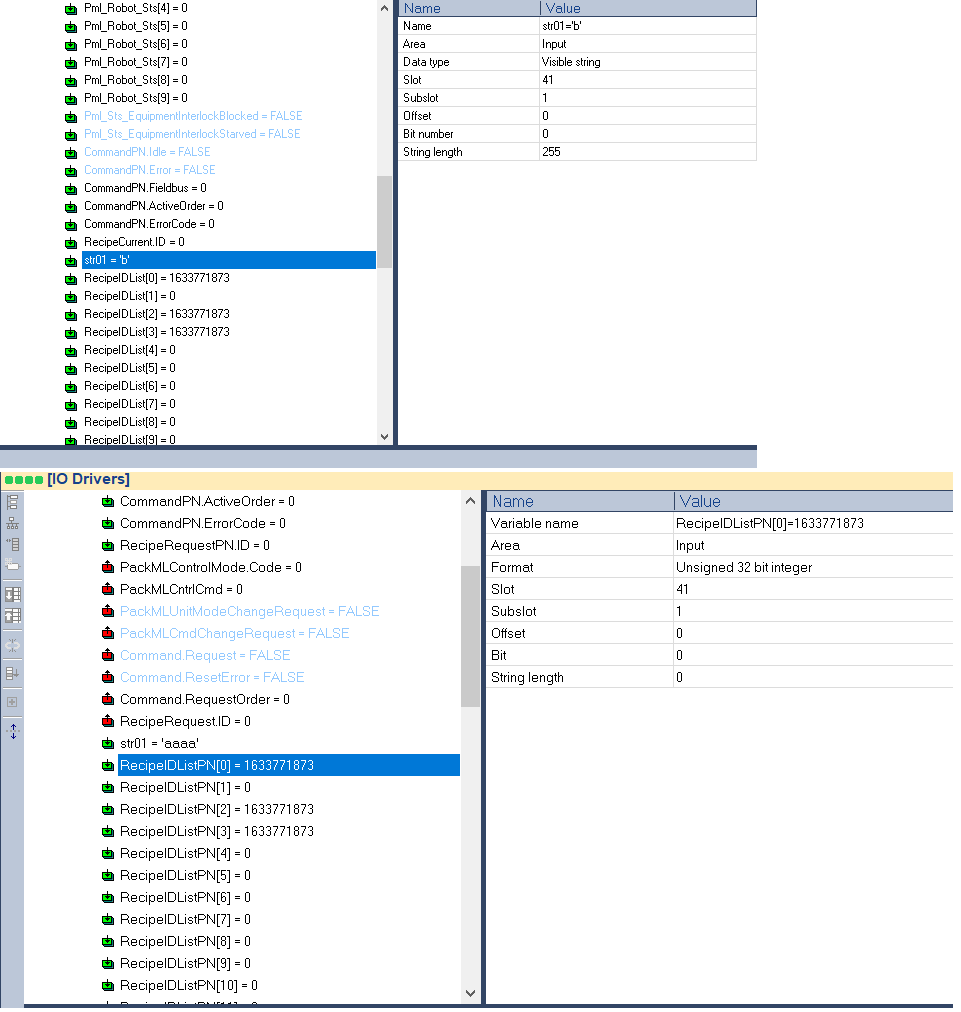 Pml_Robot_Sts[4] = 0
Pml_Robot_Sts[5] = 0
Pml_Robot_Sts[6] = 0
Pml_Robot_Sts[7] = 0
Pml_Robot_Sts[8] = 0
Pml_Robot_Sts[9] = 0
Pml_Sts_EquipmentInterlockBlocked = FALSE
Pml_Sts_EquipmentInterlockStarved = FALSE
CommandPN.Idle = FALSE
CommandPN.Error = FALSE
CommandPN.Fieldbus = 0
CommandPN.ActiveOrder = 0
CommandPN.ErrorCode = 0
RecipeCurrent.ID = 0
str01 = 'b'
RecipeIDList[0] = 1633771873
RecipeIDList[1] = 0
RecipeIDList[2] = 1633771873
RecipeIDList[3] = 1633771873
RecipeIDList[4] = 0
RecipeIDList[5] = 0
RecipeIDList[6] = 0
RecipeIDList[7] = 0
RecipeIDList[8] = 0
RecipeIDList[9] = 0
Name Value
Name str01='b'
Area Input
Data type Visible string
Slot 41
Subslot 1
Offset 0
Bit number 0
String length 255
[IO Drivers]
CommandPN.ActiveOrder = 0
CommandPN.ErrorCode = 0
RecipeRequestPN.ID = 0
PackMLControlMode.Code = 0
PackMLCntrlCmd = 0
PackMLUnitModeChangeRequest = FALSE
PackMLCmdChangeRequest = FALSE
Command.Request = FALSE
Command.ResetError = FALSE
Command.RequestOrder = 0
RecipeRequest.ID = 0
str01 = 'aaaa'
RecipeIDListPN[0] = 1633771873
RecipeIDListPN[1] = 0
RecipeIDListPN[2] = 1633771873
RecipeIDListPN[3] = 1633771873
RecipeIDListPN[4] = 0
RecipeIDListPN[5] = 0
RecipeIDListPN[6] = 0
RecipeIDListPN[7] = 0
RecipeIDListPN[8] = 0
RecipeIDListPN[9] = 0
RecipeIDListPN[10] = 0
Name Value
Variable name RecipeIDListPN[0]=1633771873
Area Input
Format Unsigned 32 bit integer
Slot 41
Subslot 1
Offset 0
Bit 0
String length 0